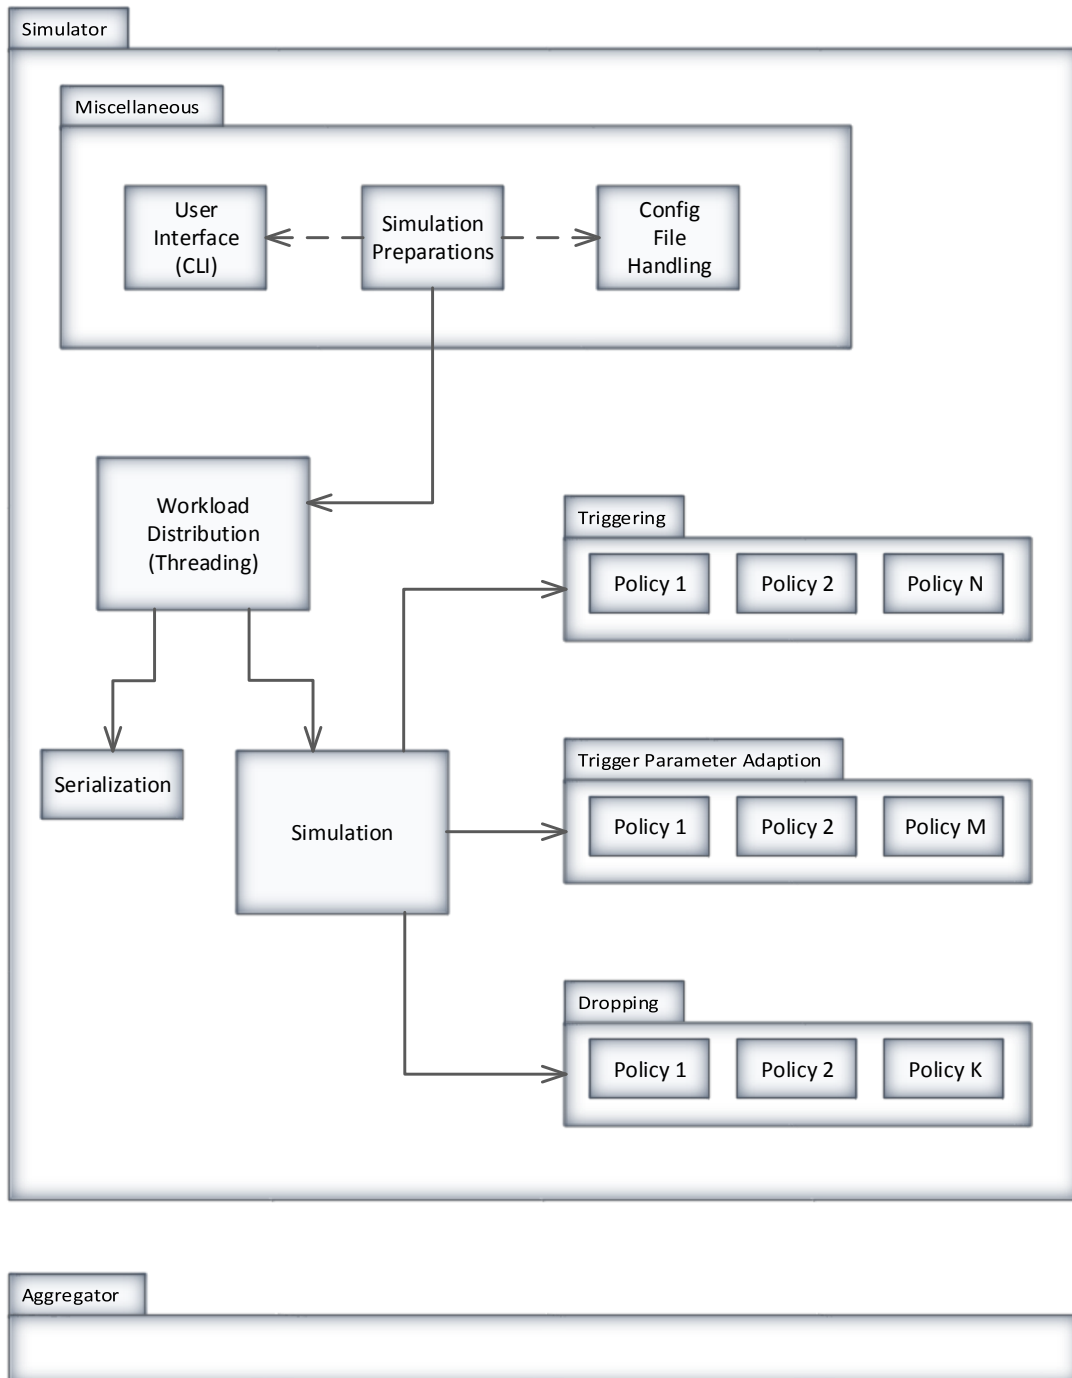 Simulator
Miscellaneous
User
Interface
(CLI)
Simulation
Preparations
Config
File
Handling
Workload
Distribution
(Threading)
Triggering
Policy 1
Policy 2
Policy N
Serialization
Simulation
Trigger Parameter Adaption
Policy 1
Policy 2
Policy M
Dropping
Policy 1
Policy 2
Policy K
Aggregator